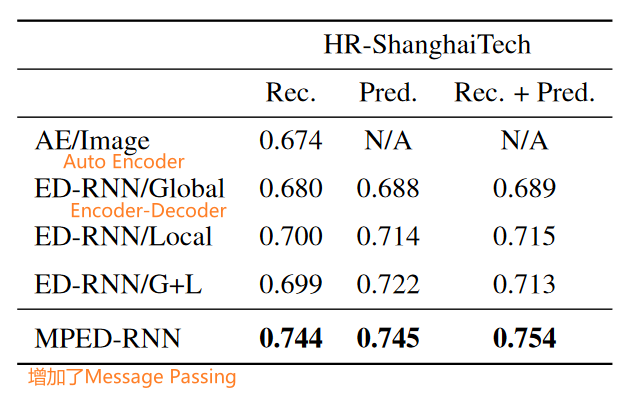 HR-ShanghaiTech
Rec. Pred. Rec. + Pred.
AE/Image 0.674 N/A N/A
Auto Encoder
ED-RNN/Global 0.680 0.688 0.689
Encoder-Decoder
ED-RNN/Local 0.700 0.714 0.715
ED-RNN/G+L 0.699 0.722 0.713
MPED-RNN 0.744 0.745 0.754
增加了Message Passing